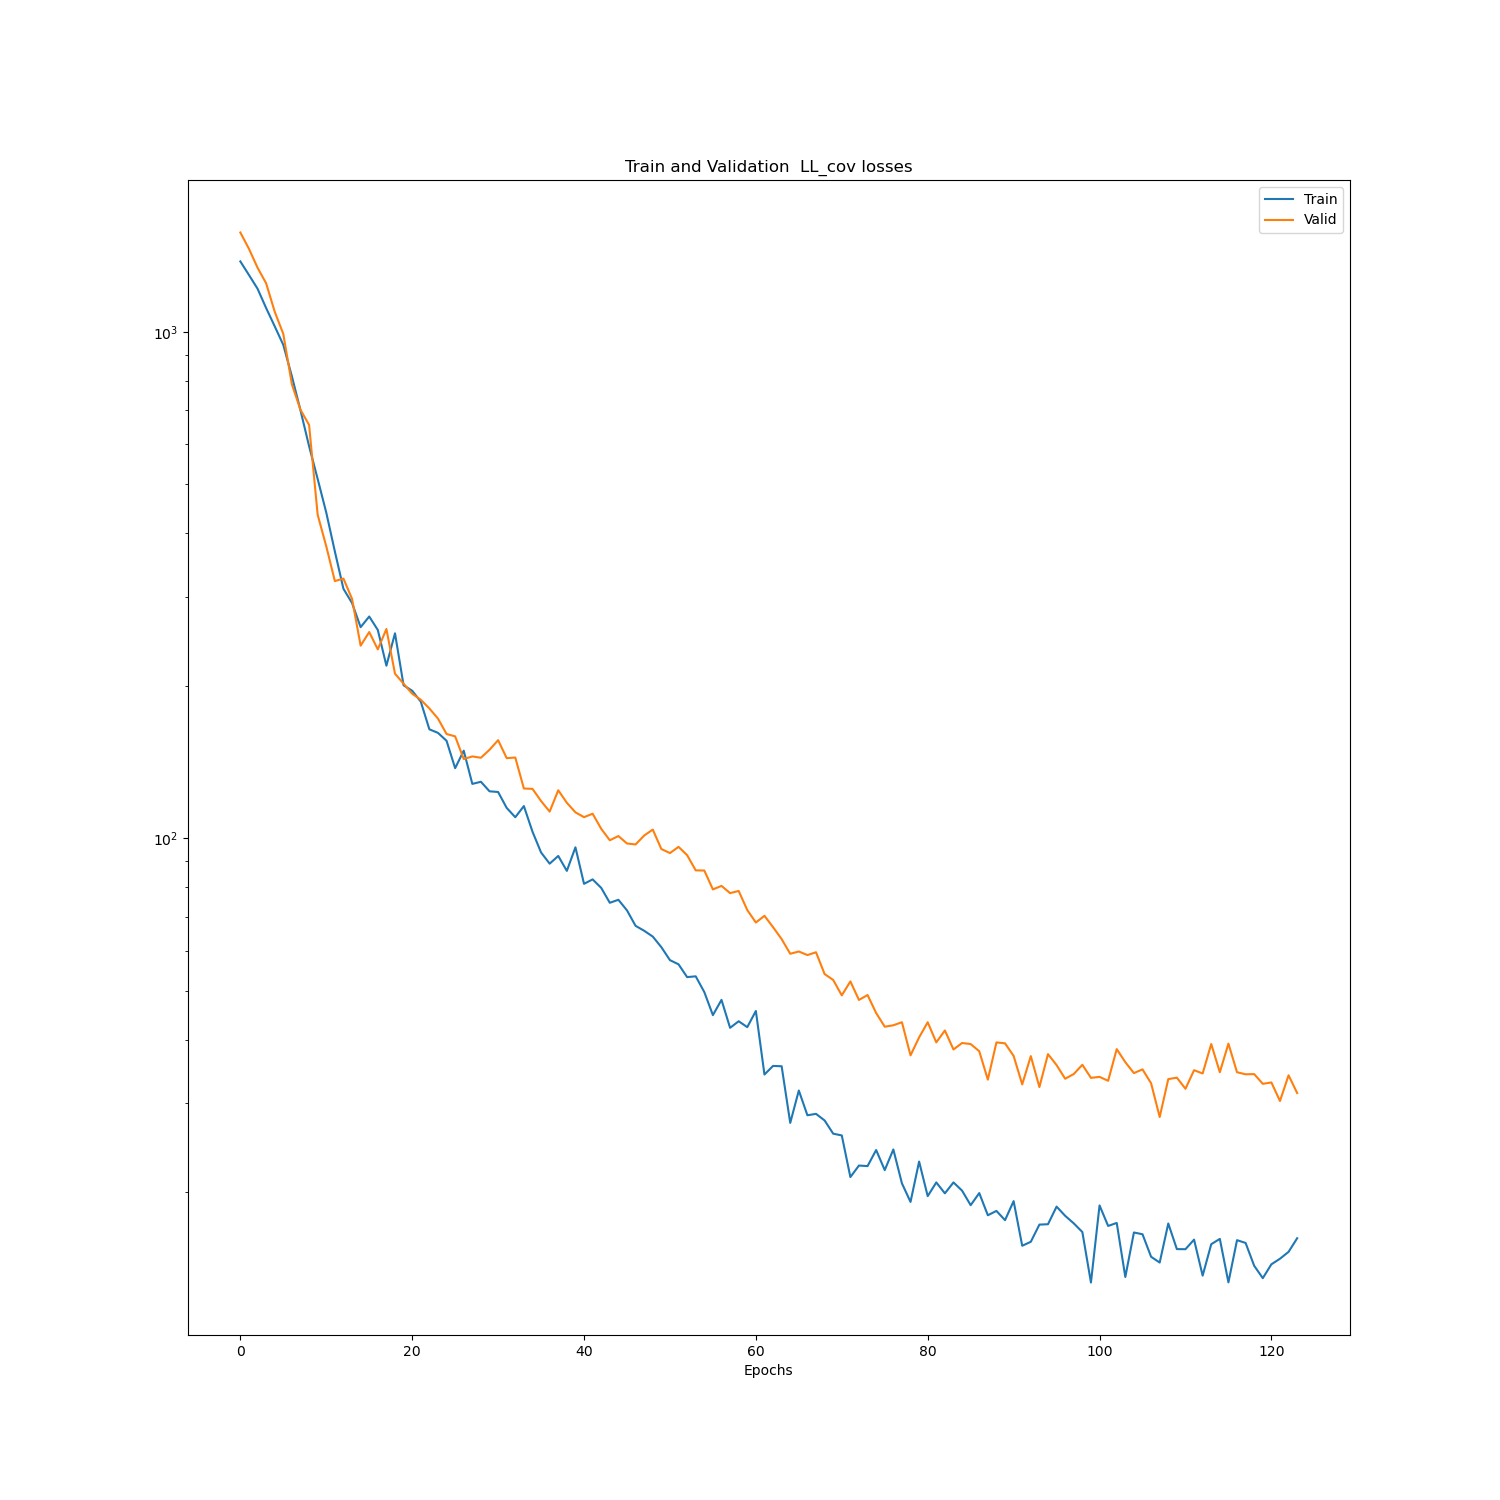 Train and Validation  LL_cov losses
Train
Valid
10³
10²
0 20 40 60 80 100 120
Epochs